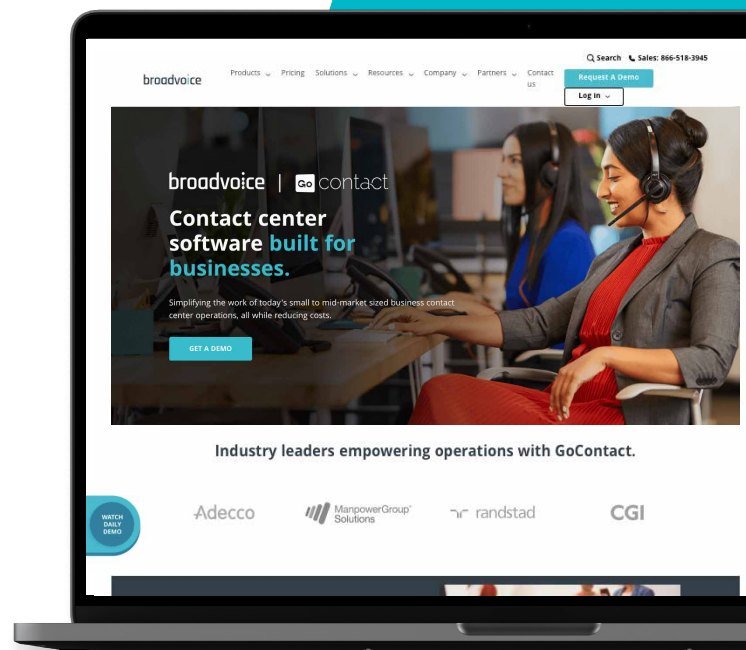 Search Sales: 866-518-3945
broadvoice Products Pricing Solutions Resources Company Partners Contact us Request A Demo
Log in
broadvoice | Go contact
Contact center
software built for
businesses.
Simplifying the work of today's small to mid-market sized business contact
center operations, all while reducing costs.
GET A DEMO
Industry leaders empowering operations with GoContact.
WATCH
DAILY
DEMO
Adecco ManpowerGroup® Solutions randstad CGI